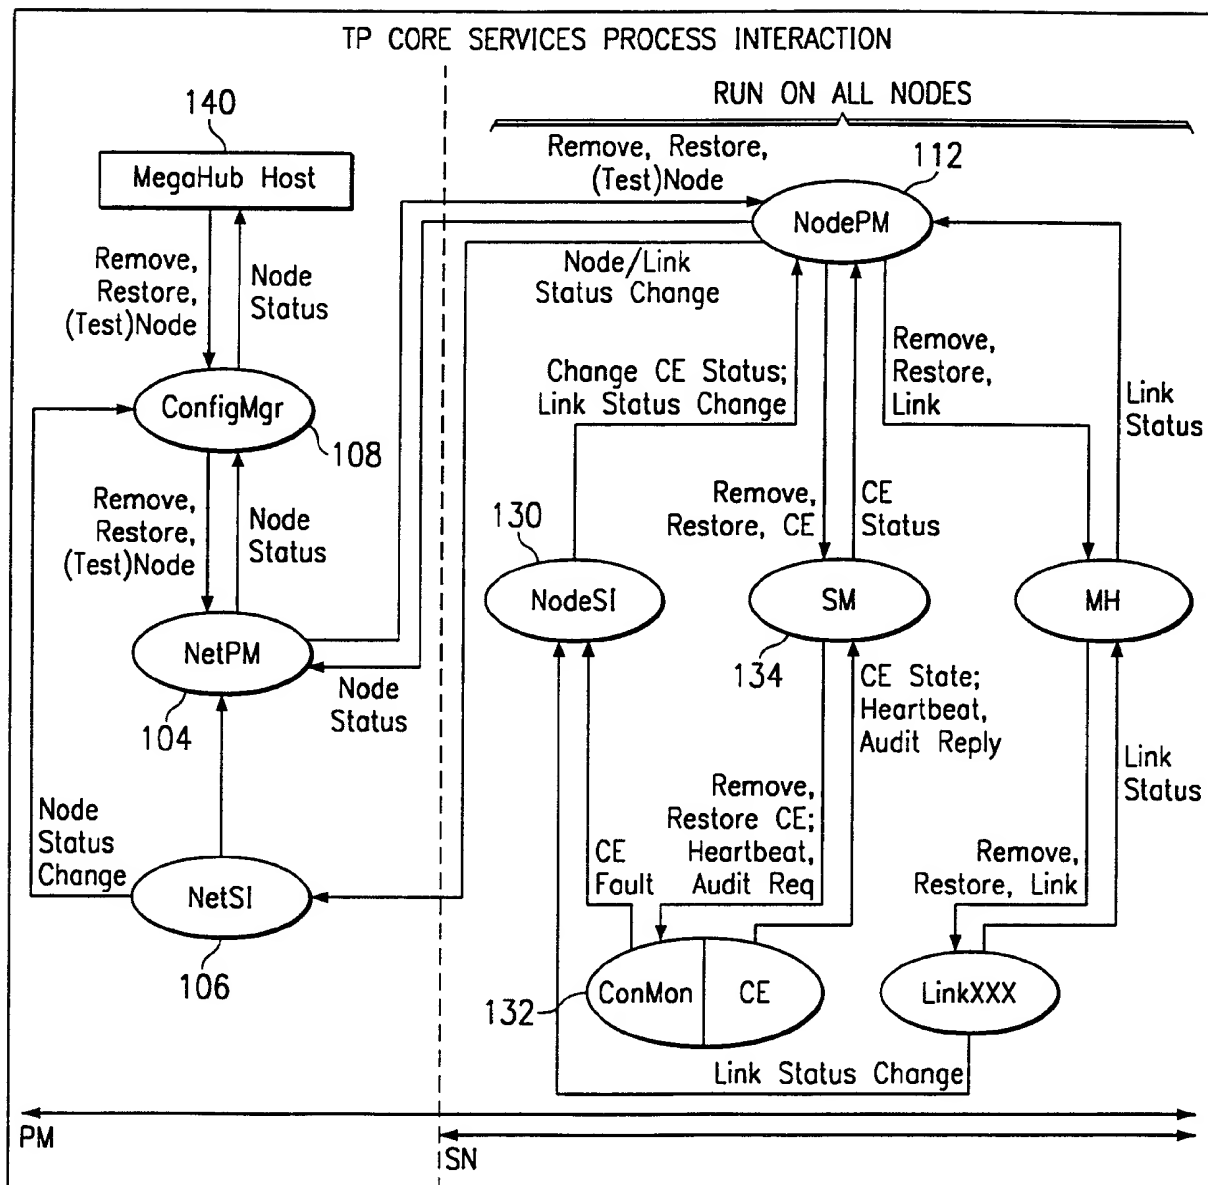 TP CORE SERVICES PROCESS INTERACTION
RUN ON ALL NODES
140
MegaHub Host
Remove,
Restore,
(Test)Node
Node
Status
ConfigMgr
108
Remove,
Restore,
(Test)Node
Node
Status
NetPM
104
Node
Status
Node
Status
Change
NetSI
106
Remove, Restore,
(Test)Node
112
NodePM
Node/Link
Status Change
Change CE Status;
Link Status Change
Remove,
Restore,
Link
Link
Status
130
NodeSI
Remove,
Restore, CE
CE
Status
SM
134
MH
CE State;
Heartbeat,
Audit Reply
Link
Status
Remove,
Restore CE;
Heartbeat,
Audit Req
CE
Fault
Remove,
Restore, Link
132
ConMon
CE
LinkXXX
Link Status Change
PM
SN